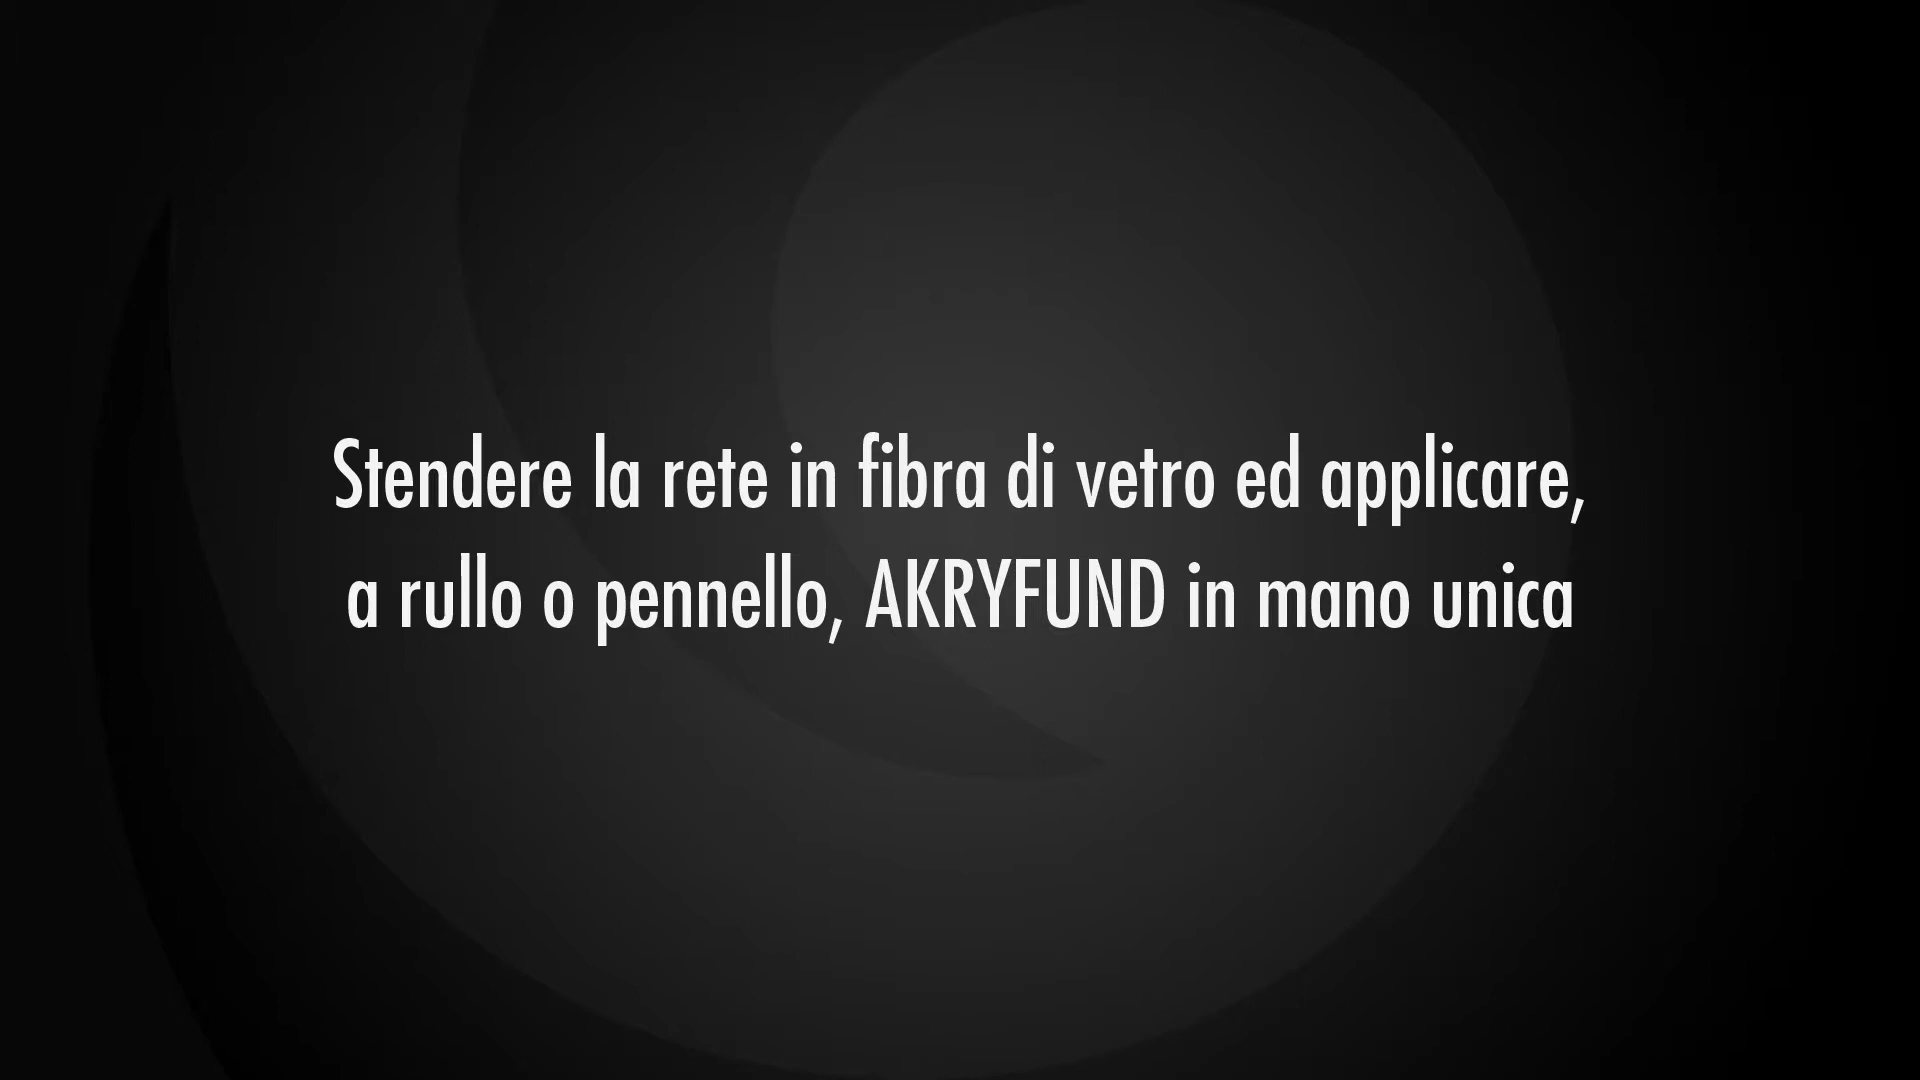 Stendere la rete in fibra di vetro ed applicare,
a rullo o pennello, AKRYFUND in mano unica